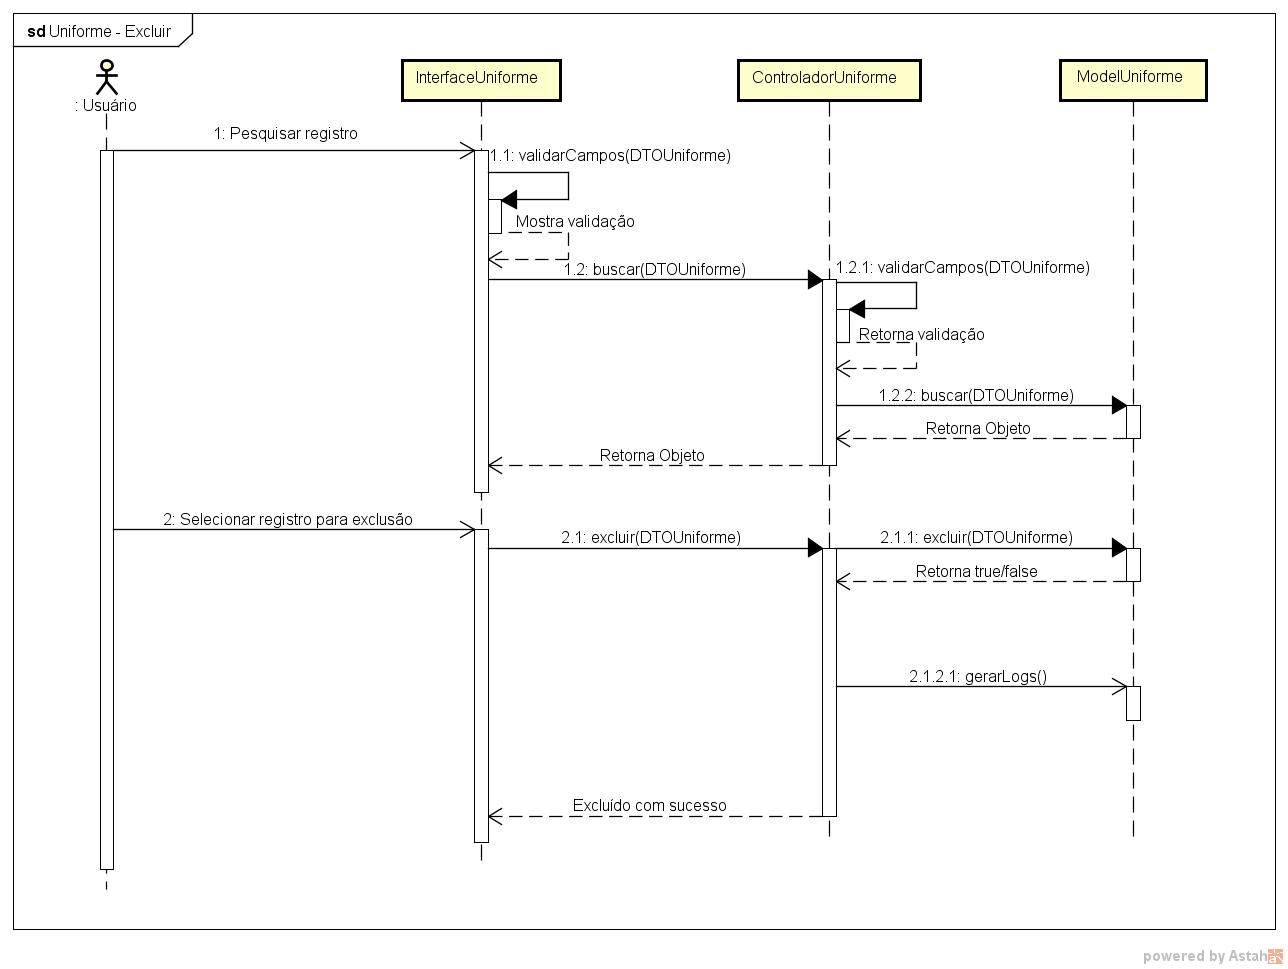 sd Uniforme - Excluir
: Usuário
InterfaceUniforme
ControladorUniforme
ModelUniforme
1: Pesquisar registro
1.1: validarCampos(DTOUniforme)
Mostra validação
1.2: buscar(DTOUniforme)
1.2.1: validarCampos(DTOUniforme)
Retorna validação
1.2.2: buscar(DTOUniforme)
Retorna Objeto
Retorna Objeto
2: Selecionar registro para exclusão
2.1: excluir(DTOUniforme)
2.1.1: excluir(DTOUniforme)
Retorna true/false
2.1.2.1: gerarLogs()
Excluído com sucesso
powered by Astah